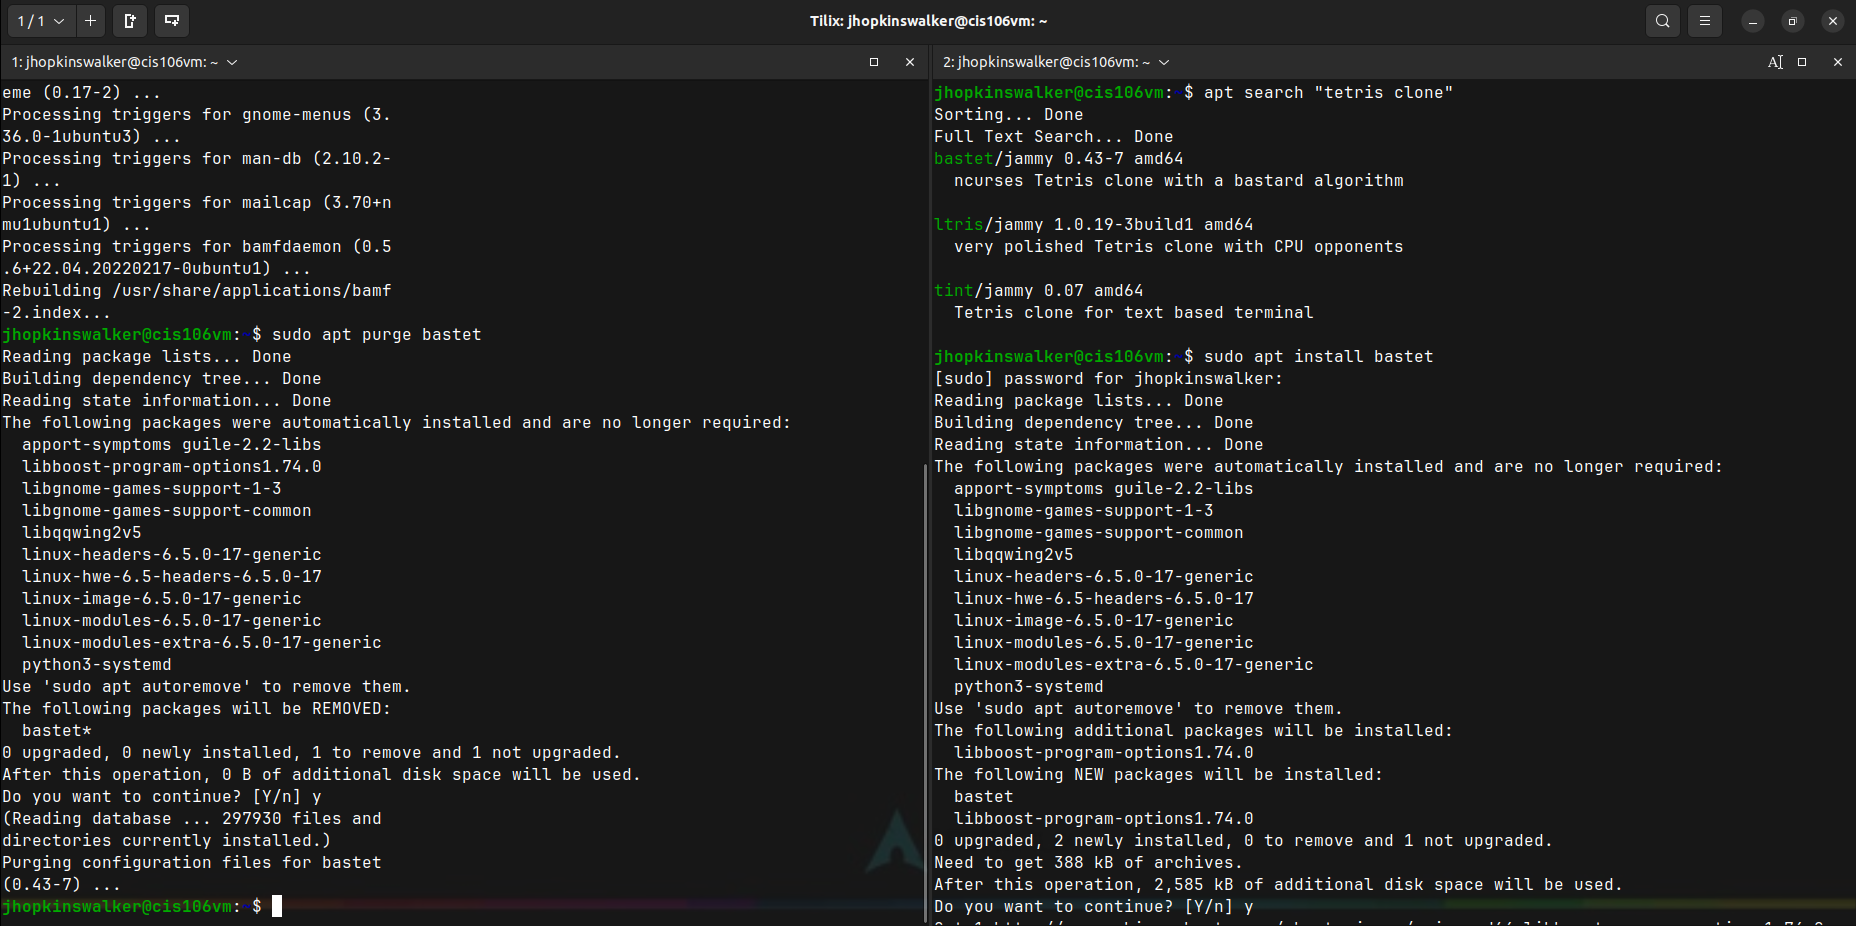 1 / 1
Tilix: jhopkinswalker@cis106vm: ~
1: jhopkinswalker@cis106vm: ~
eme (0.17-2) ...
Processing triggers for gnome-menus (3.
36.0-1ubuntu3) ...
Processing triggers for man-db (2.10.2-
1) ...
Processing triggers for mailcap (3.70+n
mu1ubuntu1) ...
Processing triggers for bamfdaemon (0.5
.6+22.04.20220217-0ubuntu1) ...
Rebuilding /usr/share/applications/bamf
-2.index...
jhopkinswalker@cis106vm:~$ sudo apt purge bastet
Reading package lists... Done
Building dependency tree... Done
Reading state information... Done
The following packages were automatically installed and are no longer required:
  apport-symptoms guile-2.2-libs
  libboost-program-options1.74.0
  libgnome-games-support-1-3
  libgnome-games-support-common
  libqqwing2v5
  linux-headers-6.5.0-17-generic
  linux-hwe-6.5-headers-6.5.0-17
  linux-image-6.5.0-17-generic
  linux-modules-6.5.0-17-generic
  linux-modules-extra-6.5.0-17-generic
  python3-systemd
Use 'sudo apt autoremove' to remove them.
The following packages will be REMOVED:
  bastet*
0 upgraded, 0 newly installed, 1 to remove and 1 not upgraded.
After this operation, 0 B of additional disk space will be used.
Do you want to continue? [Y/n] y
(Reading database ... 297930 files and
directories currently installed.)
Purging configuration files for bastet
(0.43-7) ...
jhopkinswalker@cis106vm:~$
2: jhopkinswalker@cis106vm: ~
jhopkinswalker@cis106vm:~$ apt search "tetris clone"
Sorting... Done
Full Text Search... Done
bastet/jammy 0.43-7 amd64
  ncurses Tetris clone with a bastard algorithm
ltris/jammy 1.0.19-3build1 amd64
  very polished Tetris clone with CPU opponents
tint/jammy 0.07 amd64
  Tetris clone for text based terminal
jhopkinswalker@cis106vm:~$ sudo apt install bastet
[sudo] password for jhopkinswalker:
Reading package lists... Done
Building dependency tree... Done
Reading state information... Done
The following packages were automatically installed and are no longer required:
  apport-symptoms guile-2.2-libs
  libgnome-games-support-1-3
  libgnome-games-support-common
  libqqwing2v5
  linux-headers-6.5.0-17-generic
  linux-hwe-6.5-headers-6.5.0-17
  linux-image-6.5.0-17-generic
  linux-modules-6.5.0-17-generic
  linux-modules-extra-6.5.0-17-generic
  python3-systemd
Use 'sudo apt autoremove' to remove them.
The following additional packages will be installed:
  libboost-program-options1.74.0
The following NEW packages will be installed:
  bastet
  libboost-program-options1.74.0
0 upgraded, 2 newly installed, 0 to remove and 1 not upgraded.
Need to get 388 kB of archives.
After this operation, 2,585 kB of additional disk space will be used.
Do you want to continue? [Y/n] y